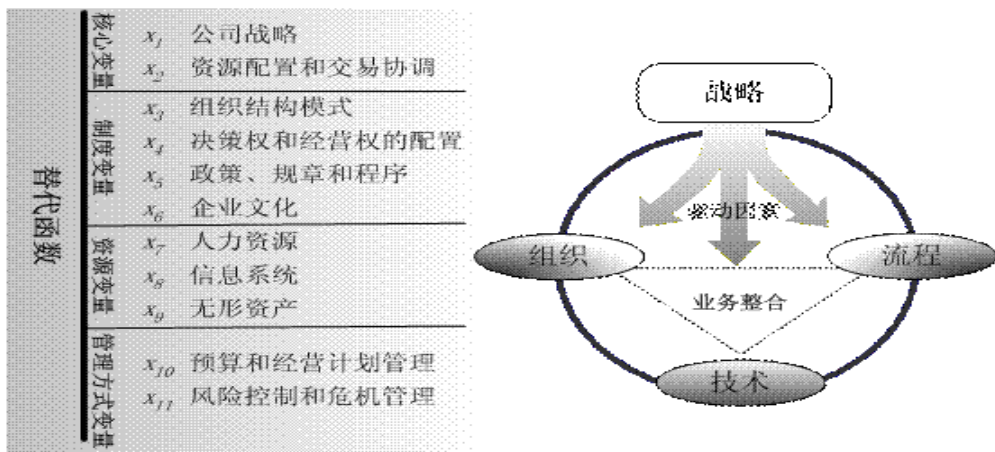 替代函数
核心变量
x1 公司战略
x2 资源配置和交易协调
制度变量
x3 组织结构模式
x4 决策权和经营权的配置
x5 政策、规章和程序
x6 企业文化
资源变量
x7 人力资源
x8 信息系统
x9 无形资产
管理方式变量
x10 预算和经营计划管理
x11 风险控制和危机管理
战略
驱动因素
组织
流程
业务整合
技术